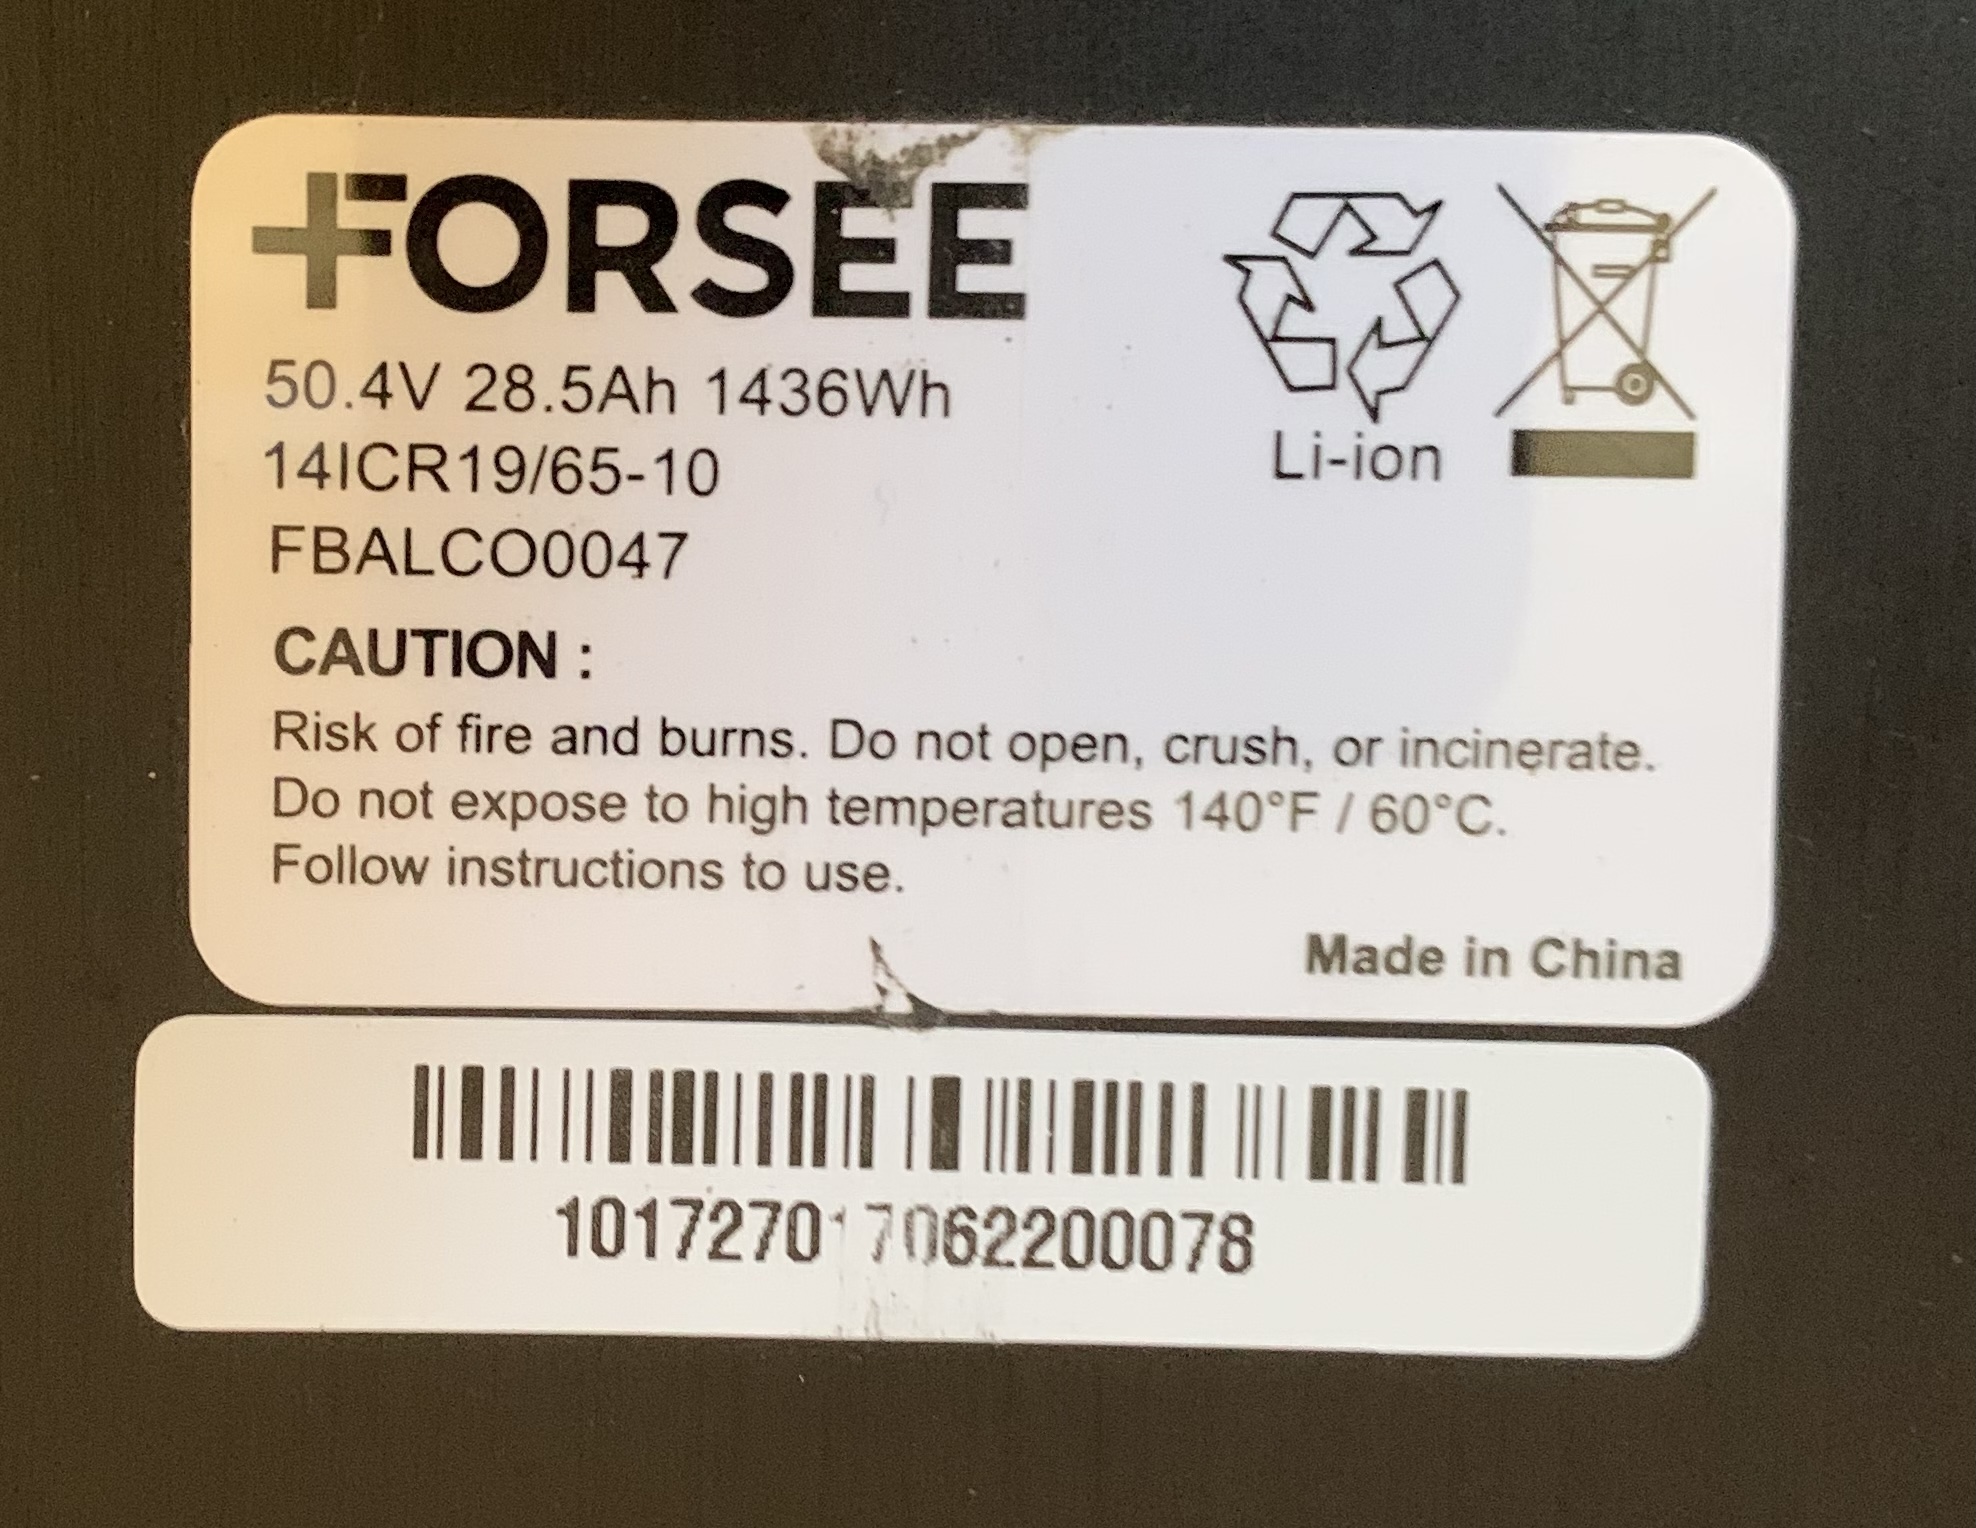 FORSEE
50.4V 28.5Ah 1436Wh
14ICR19/65-10
FBALCO0047
Li-ion
CAUTION :
Risk of fire and burns. Do not open, crush, or incinerate.
Do not expose to high temperatures 140°F / 60°C.
Follow instructions to use.
Made in China
101727017062200078